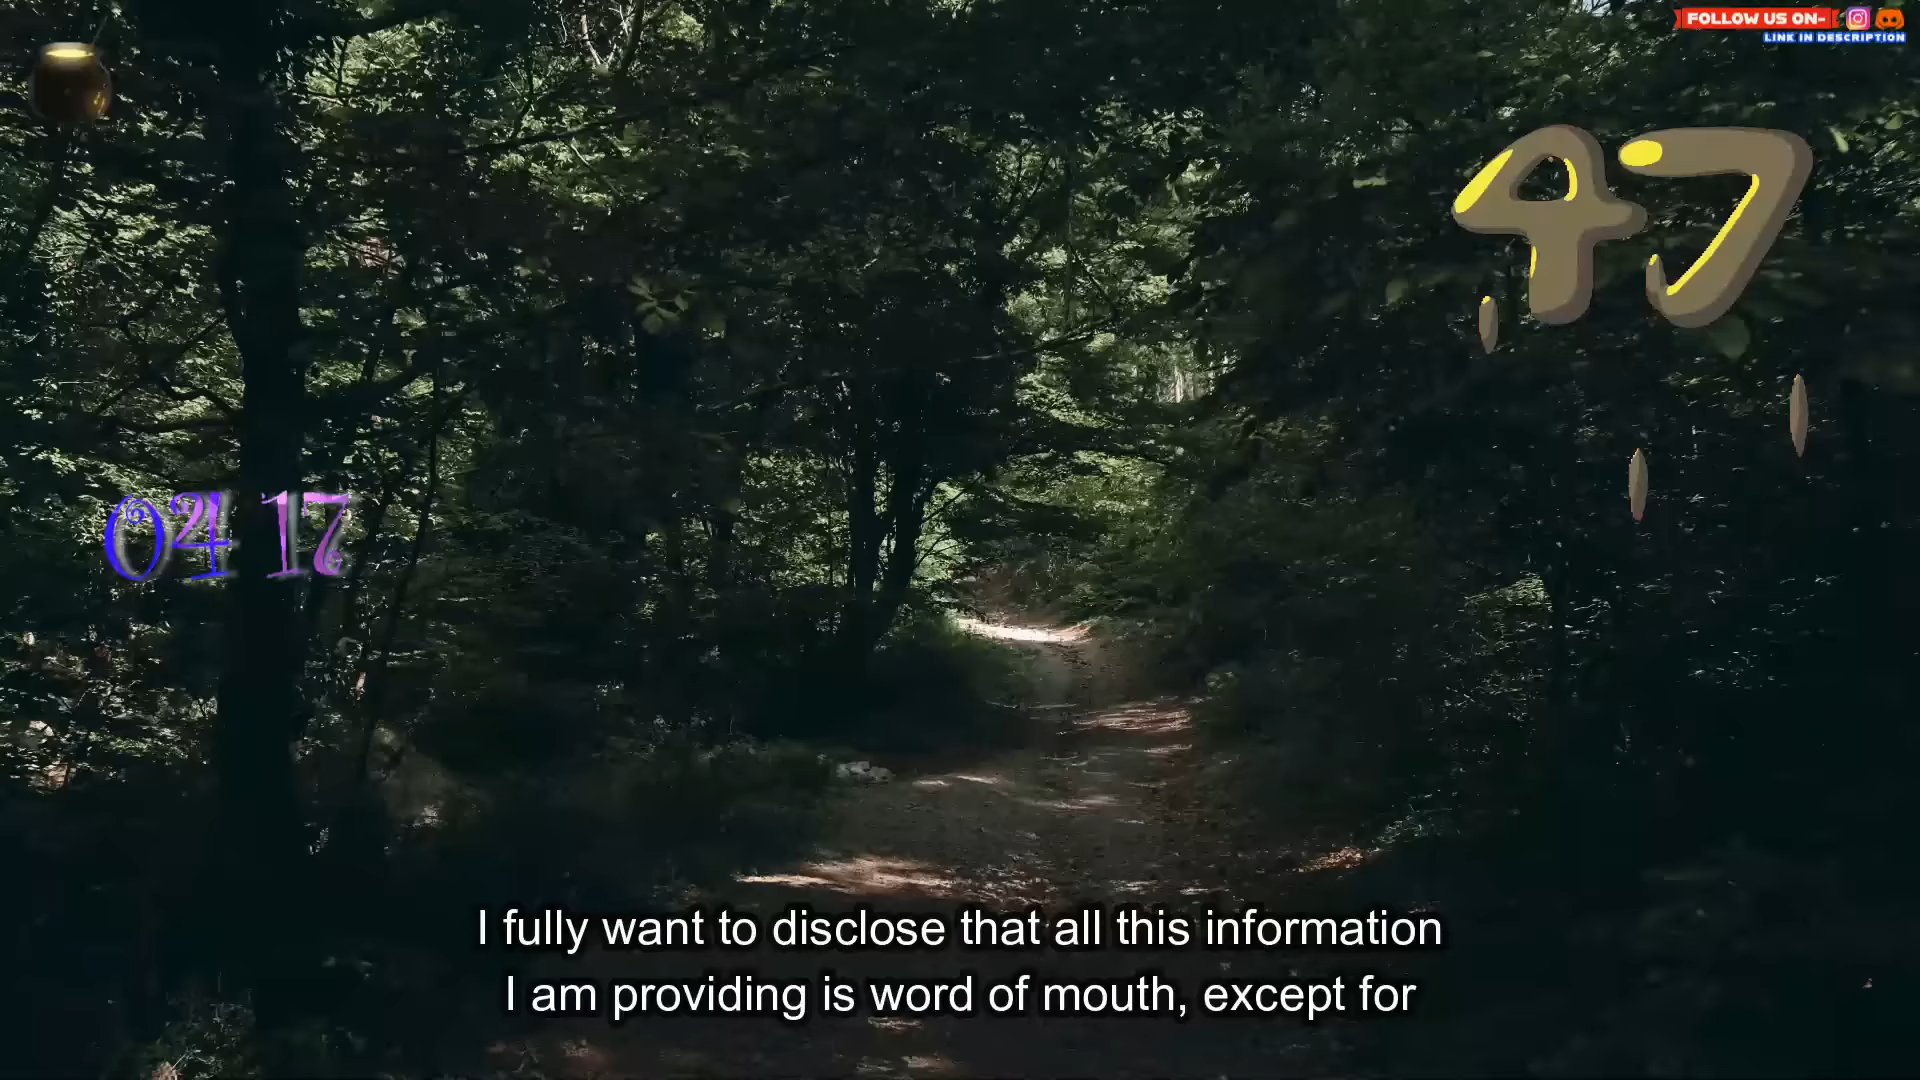 FOLLOW US ON-
LINK IN DESCRIPTION
47
04 17
I fully want to disclose that all this information
I am providing is word of mouth, except for